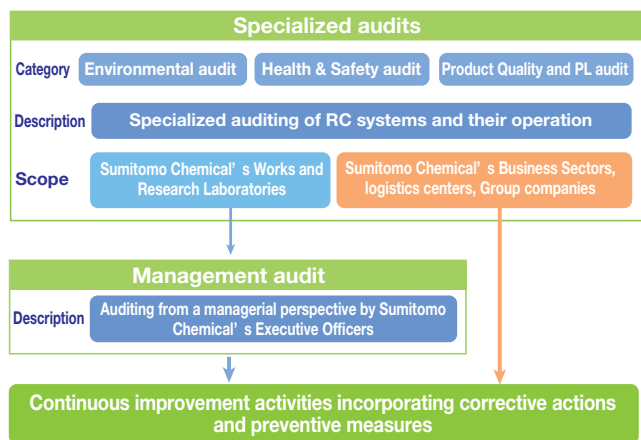 Specialized audits
Category
Environmental audit
Health & Safety audit
Product Quality and PL audit
Description
Specialized auditing of RC systems and their operation
Scope
Sumitomo Chemical' s Works and
Research Laboratories
Sumitomo Chemical' s Business Sectors,
logistics centers, Group companies
Management audit
Description
Auditing from a managerial perspective by Sumitomo
Chemical' s Executive Officers
Continuous improvement activities incorporating corrective actions
and preventive measures